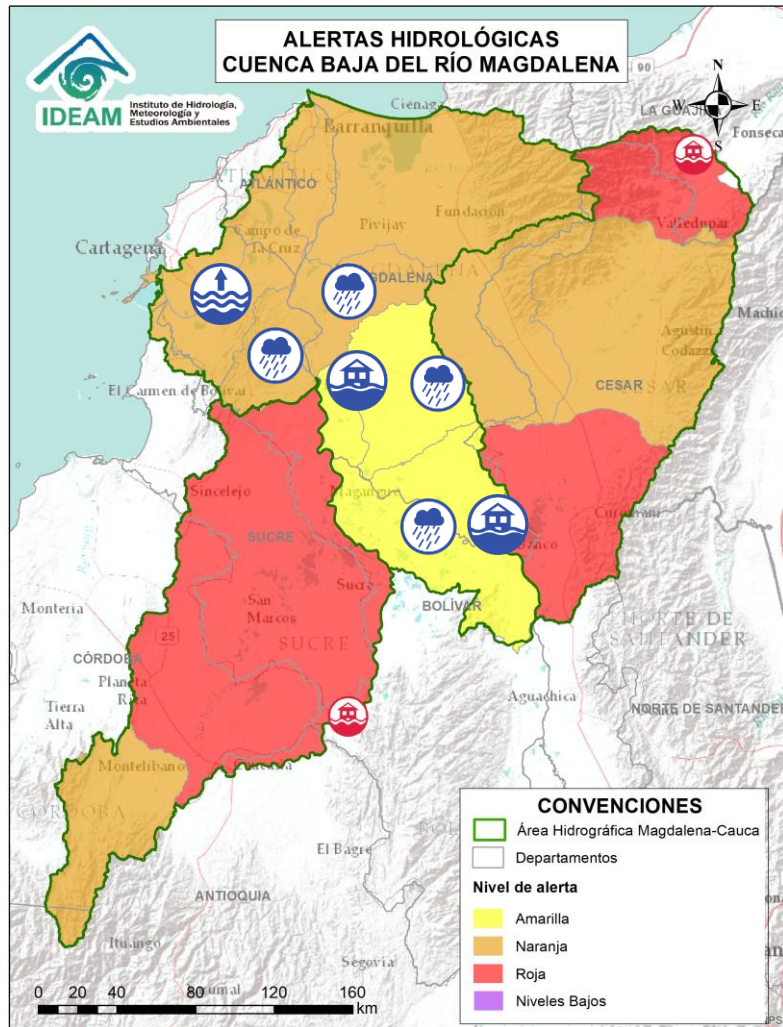 ALERTAS HIDROLÓGICAS
CUENCA BAJA DEL RÍO MAGDALENA
IDEAM
Instituto de Hidrología,
Meteorología y
Estudios Ambientales
90
N
W
E
S
Ciénaga
LA GUAJI
Fonseca
Barranquilla
ATLÁNTICO
Valledupar
Campo de
la Cruz
Pivijay
Fundación
Cartagena
GDALENA
Agustín
Codazzi
CESAR
El Carmen de Bolívar
Sincelejo
Magangué
SUCRE
Sucre
BOLÍVAR
Montería
San
Marcos
SUCRE
NORTE DE
SANTANDER
25
CÓRDOBA
Planeta
Rica
Tierra
Alta
Aguachica
NORTE DE SANTANDER
Montelíbano
El Bagre
ANTIOQUIA
Ituango
Segovia
0 20 40 80 120 160
km
CONVENCIONES
Área Hidrográfica Magdalena-Cauca
Departamentos
Nivel de alerta
Amarilla
Naranja
Roja
Niveles Bajos